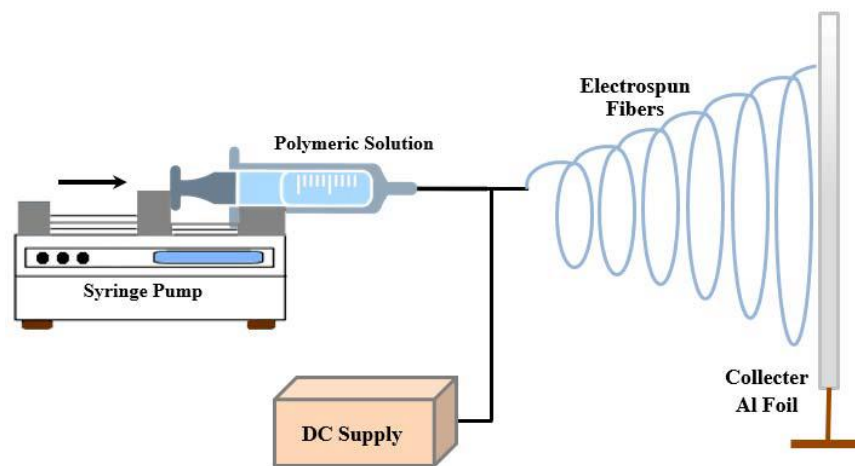 Electrospun
Fibers
Polymeric Solution
Syringe Pump
Collecter
Al Foil
DC Supply